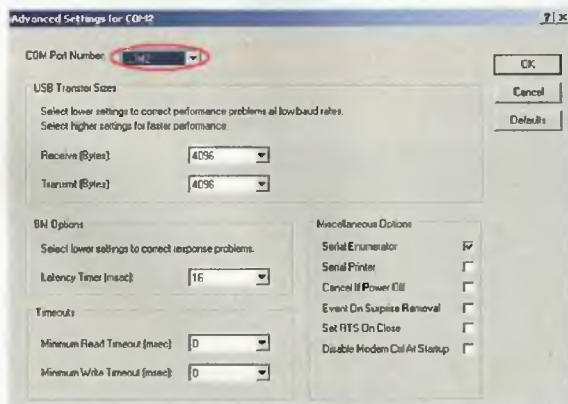 Advanced Settings for COM2
? X
COM Port Number:
COM2
OK
Cancel
Defaults
USB Transfer Sizes
Select lower settings to correct performance problems at low baud rates.
Select higher settings for faster performance.
Receive (Bytes):
4096
Transmit (Bytes):
4096
BM Options
Select lower settings to correct response problems.
Latency Timer (msec):
16
Timeouts
Minimum Read Timeout (msec):
0
Minimum Write Timeout (msec):
0
Miscellaneous Options
Serial Enumerator
Serial Printer
Cancel If Power Off
Event On Surprise Removal
Set RTS On Close
Disable Modem Ctrl At Startup